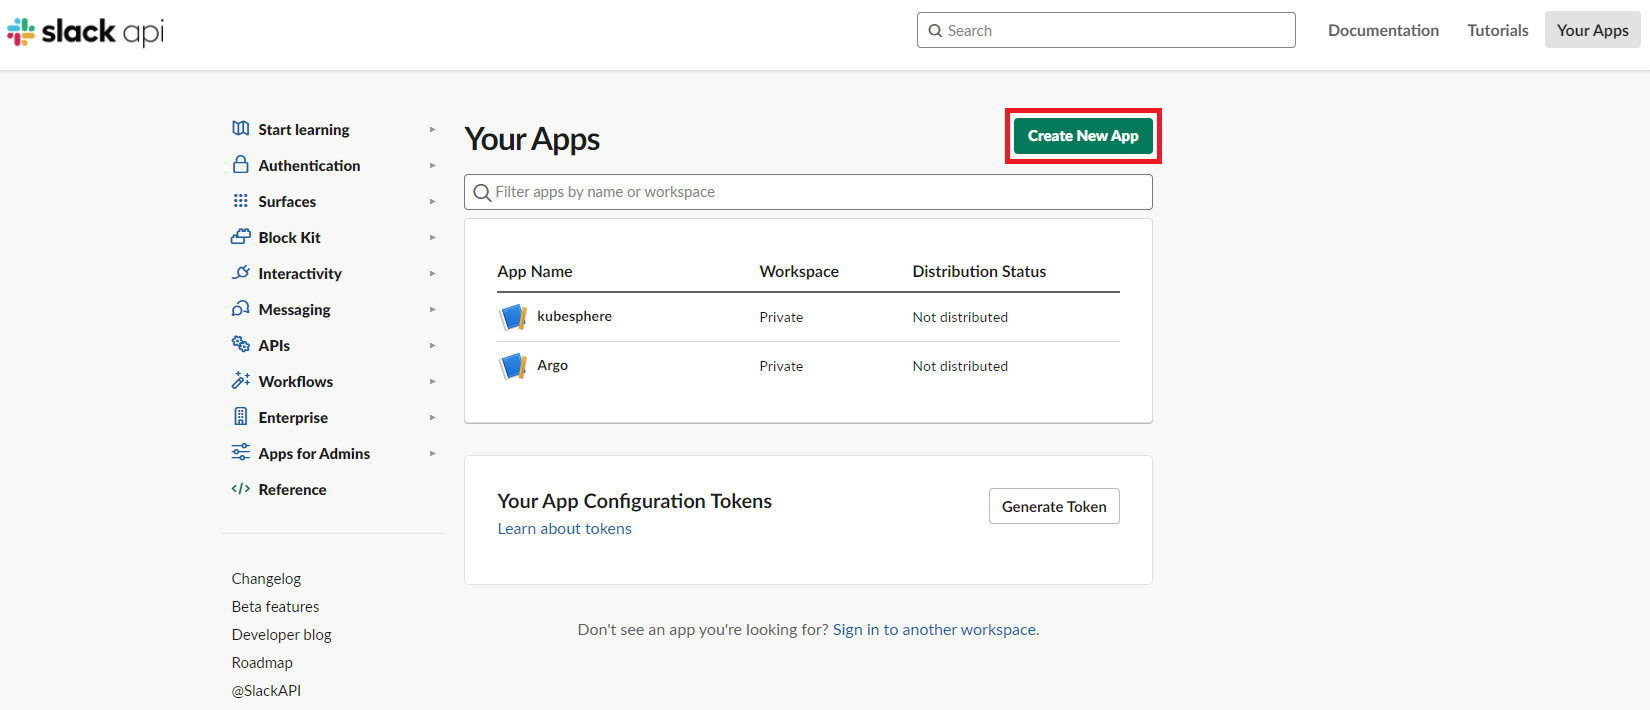 slack api
Search
Documentation
Tutorials
Your Apps
Start learning
Authentication
Surfaces
Block Kit
Interactivity
Messaging
APIs
Workflows
Enterprise
Apps for Admins
Reference
Changelog
Beta features
Developer blog
Roadmap
@SlackAPI
Your Apps
Create New App
Filter apps by name or workspace
App Name Workspace Distribution Status
kubesphere Private Not distributed
Argo Private Not distributed
Your App Configuration Tokens
Learn about tokens
Generate Token
Don't see an app you're looking for? Sign in to another workspace.